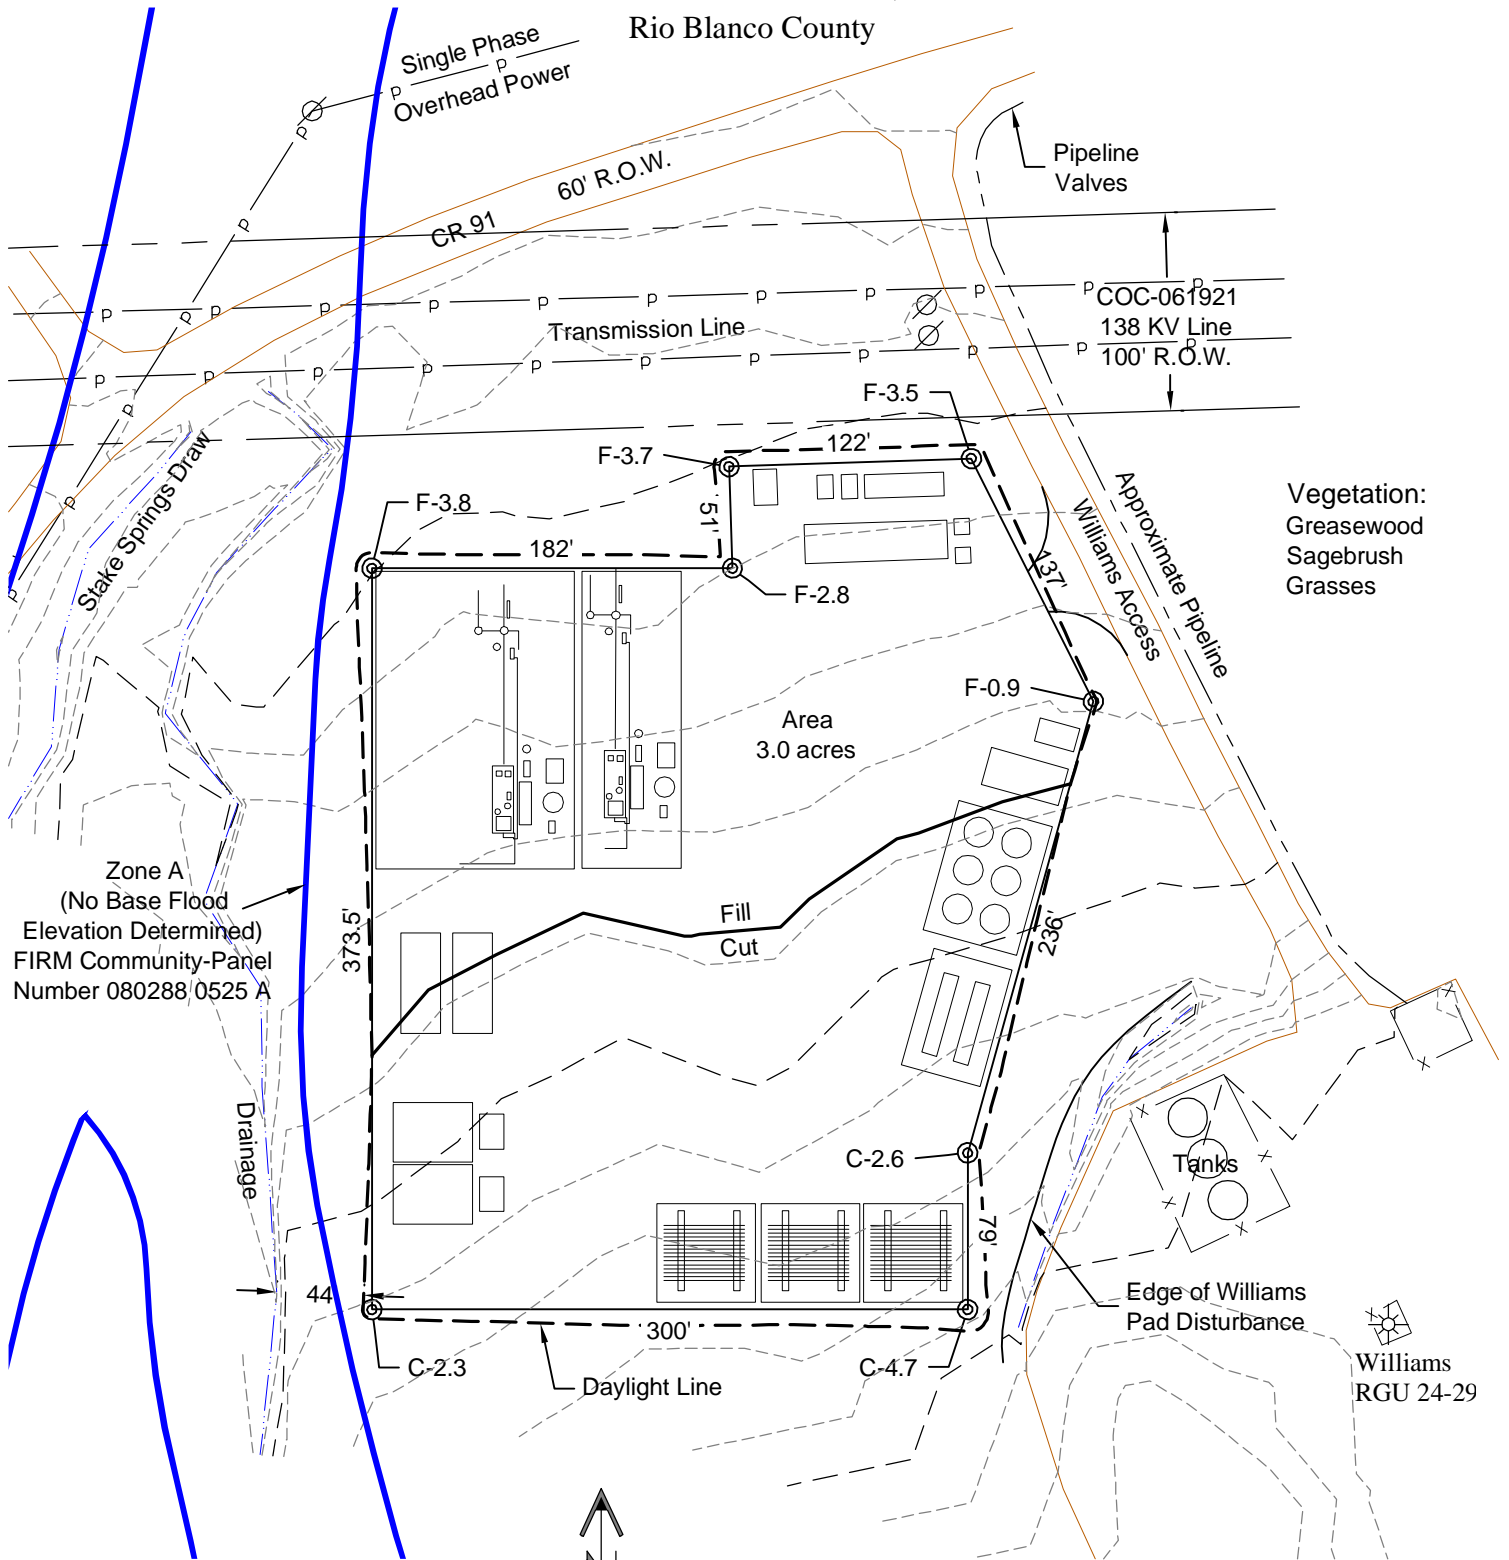 Rio Blanco County
Single Phase
Overhead Power
60' R.O.W.
CR 91
Pipeline
Valves
COC-061921
138 KV Line
100' R.O.W.
Transmission Line
F-3.5
F-3.7
122'
F-3.8
51'
182'
F-2.8
137'
Stake Springs Draw
Williams Access
Approximate Pipeline
Vegetation:
Greasewood
Sagebrush
Grasses
F-0.9
Area
3.0 acres
Zone A
(No Base Flood
Elevation Determined)
FIRM Community-Panel
Number 080288 0525 A
373.5'
Fill
Cut
236'
Drainage
C-2.6
Tanks
79'
44
300'
Edge of Williams
Pad Disturbance
C-2.3
Daylight Line
C-4.7
Williams
RGU 24-29